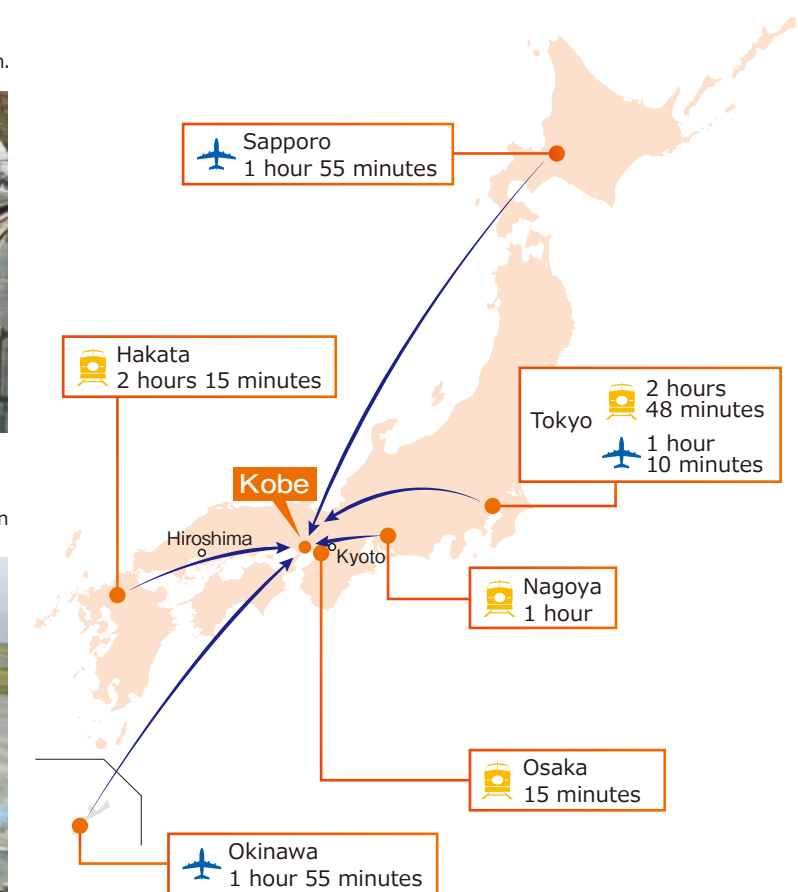 n.
Sapporo
1 hour 55 minutes
Hakata
2 hours 15 minutes
Tokyo
2 hours
48 minutes
1 hour
10 minutes
Kobe
n
Hiroshima
Kyoto
Nagoya
1 hour
Osaka
15 minutes
Okinawa
1 hour 55 minutes